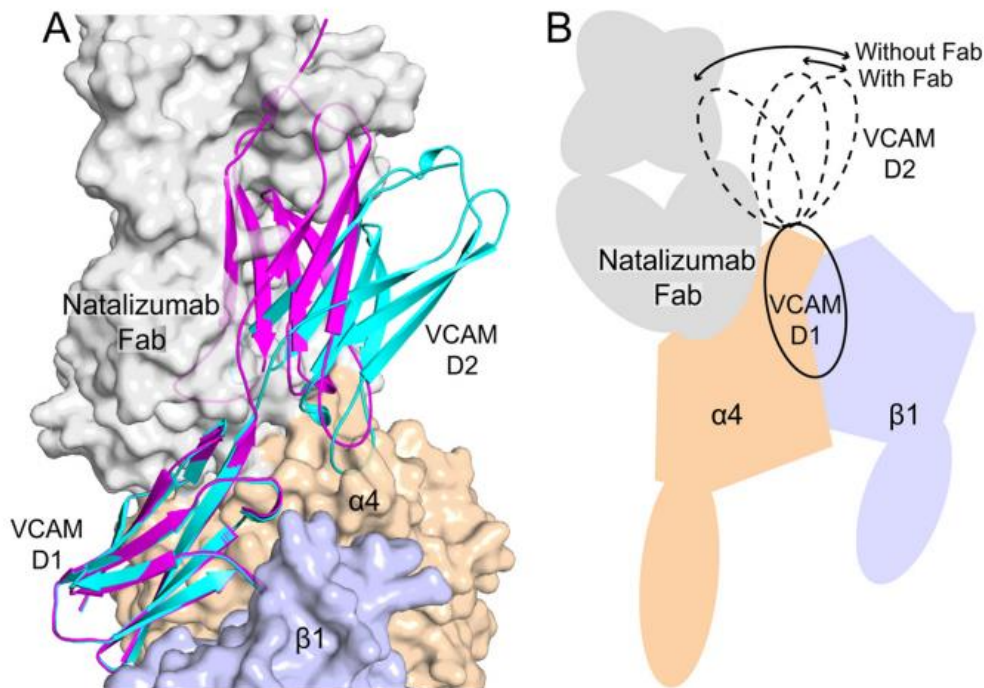 A
Natalizumab
Fab
VCAM
D2
VCAM
D1
α4
β1
B
Without Fab
With Fab
VCAM
D2
Natalizumab
Fab
VCAM
D1
α4
β1